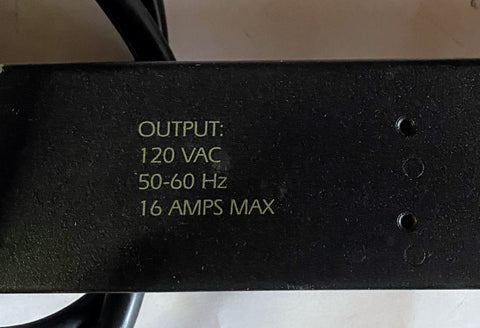 OUTPUT:
120 VAC
50-60 Hz
16 AMPS MAX